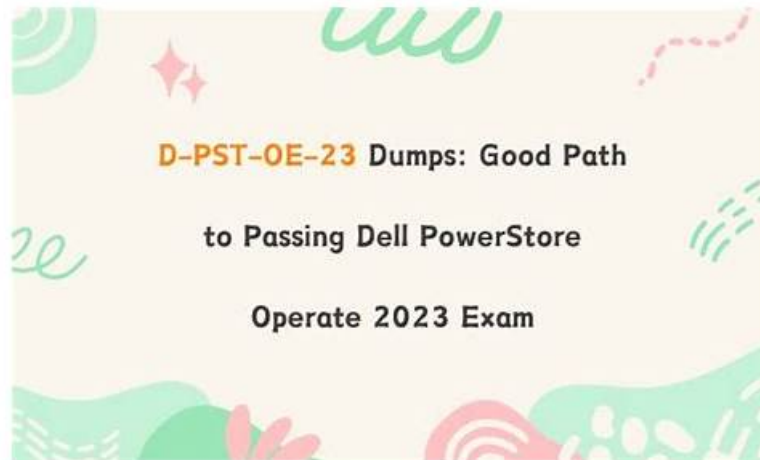 D-PST-OE-23 Dumps: Good Path
to Passing Dell PowerStore
Operate 2023 Exam